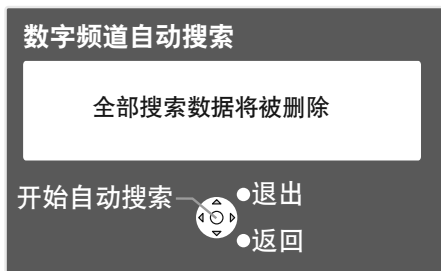 数字频道自动搜索
全部搜索数据将被删除
开始自动搜索
退出
返回